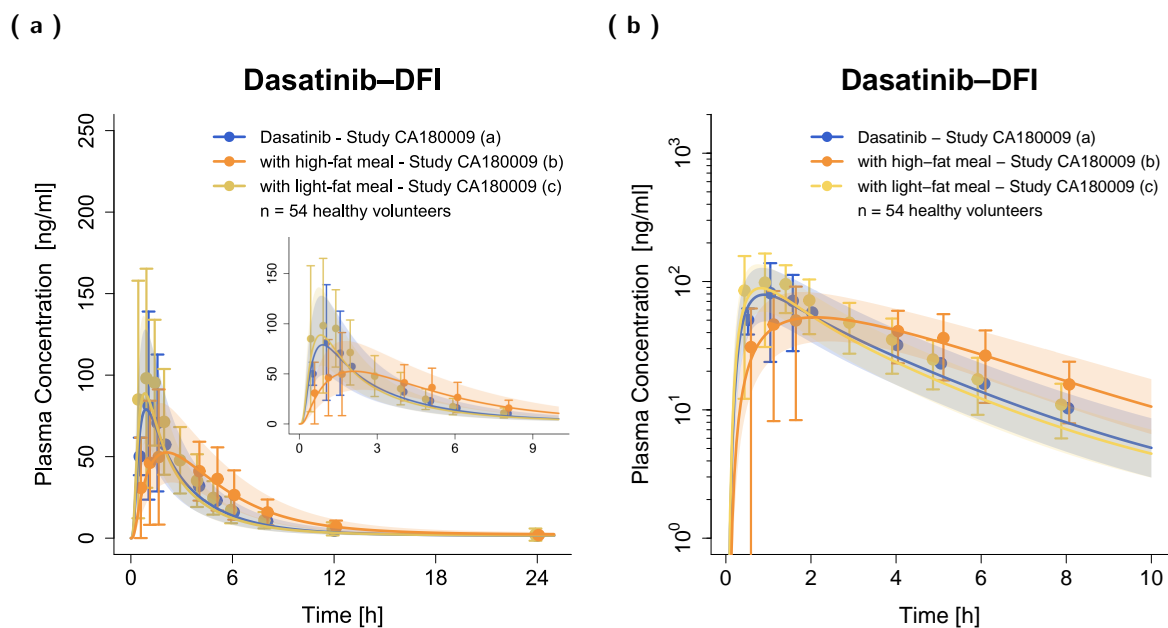 ( a )
Dasatinib–DFI
Dasatinib - Study CA180009 (a)
with high-fat meal - Study CA180009 (b)
with light-fat meal - Study CA180009 (c)
n = 54 healthy volunteers
Plasma Concentration [ng/ml]
0
50
100
150
200
250
0
6
12
18
24
Time [h]
0
50
100
150
0
3
6
9
( b )
Dasatinib–DFI
Dasatinib – Study CA180009 (a)
with high–fat meal – Study CA180009 (b)
with light–fat meal – Study CA180009 (c)
n = 54 healthy volunteers
Plasma Concentration [ng/ml]
10⁰
10¹
10²
10³
0
2
4
6
8
10
Time [h]